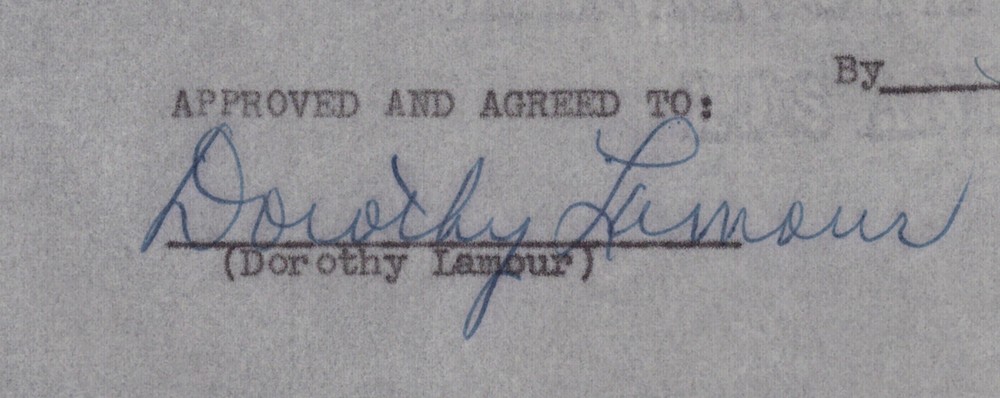 By
APPROVED AND AGREED TO:
Dorothy Lamour
(Dorothy Lamour)